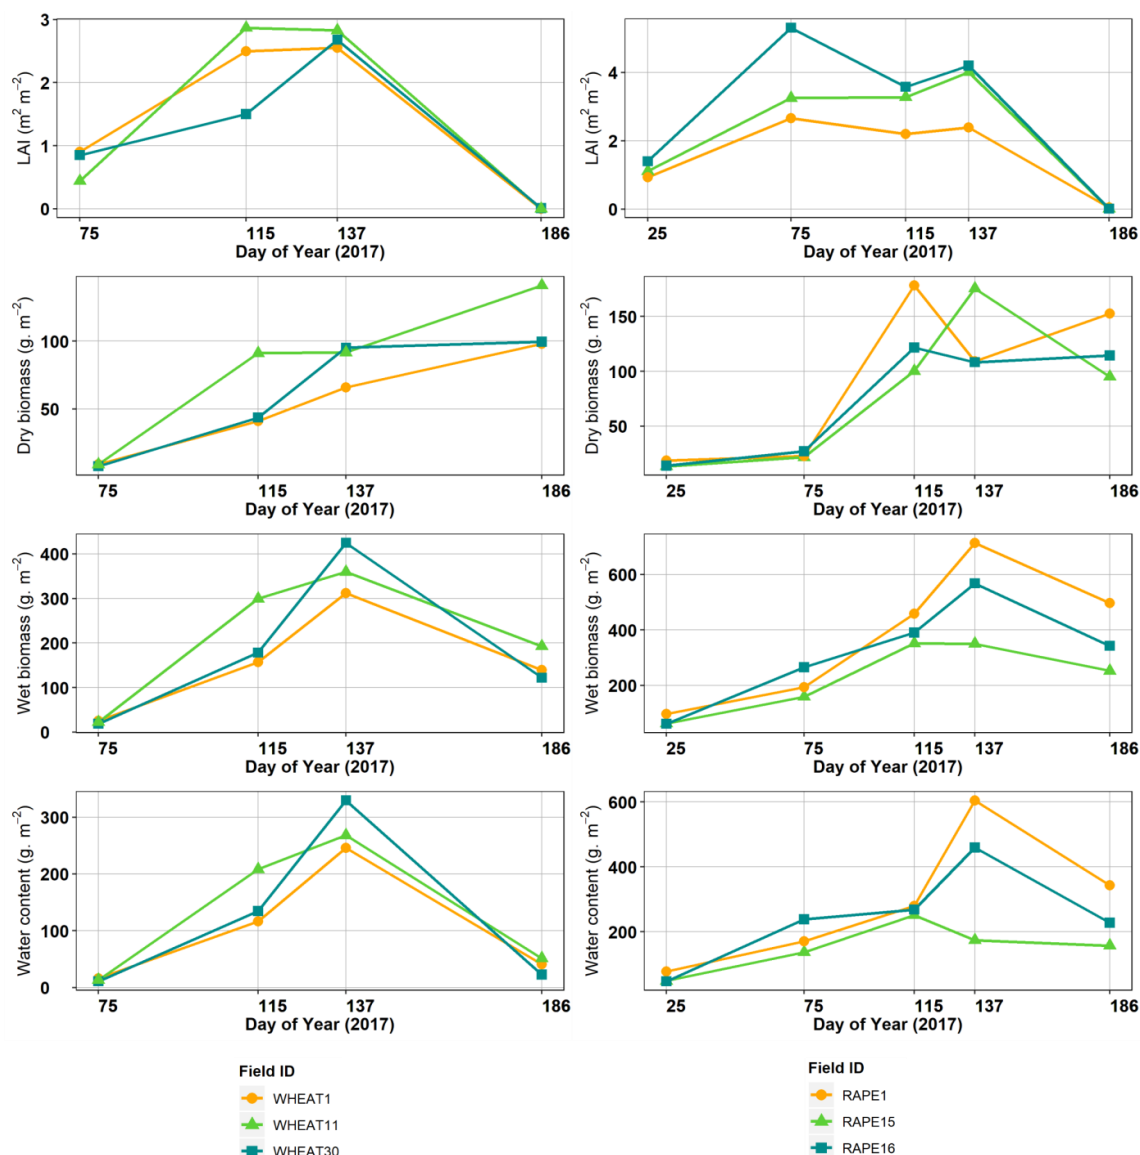 3
2
1
0
LAI (m² m⁻²)
75 115 137 186
Day of Year (2017)
4
2
0
LAI (m² m⁻²)
25 75 115 137 186
Day of Year (2017)
100
50
Dry biomass (g. m⁻²)
75 115 137 186
Day of Year (2017)
150
100
50
Dry biomass (g. m⁻²)
25 75 115 137 186
Day of Year (2017)
400
300
200
100
0
Wet biomass (g. m⁻²)
75 115 137 186
Day of Year (2017)
600
400
200
Wet biomass (g. m⁻²)
25 75 115 137 186
Day of Year (2017)
300
200
100
0
Water content (g. m⁻²)
75 115 137 186
Day of Year (2017)
600
400
200
Water content (g. m⁻²)
25 75 115 137 186
Day of Year (2017)
Field ID
WHEAT1
WHEAT11
WHEAT30
Field ID
RAPE1
RAPE15
RAPE16